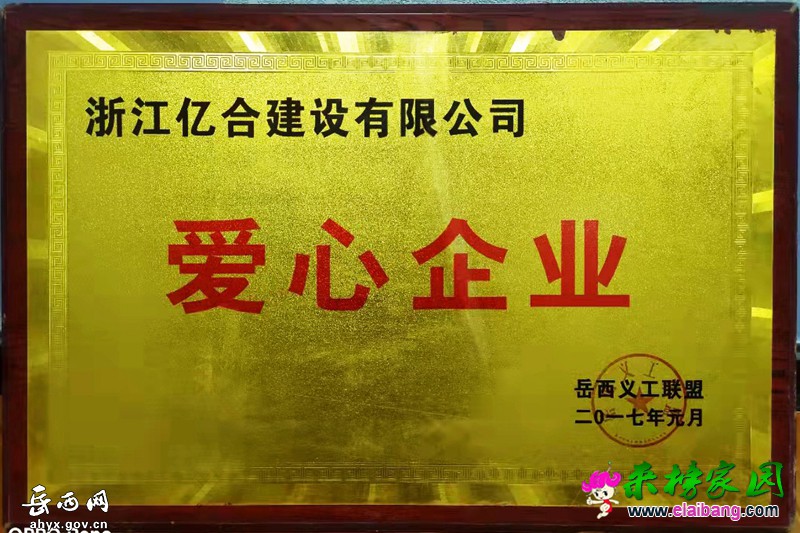 浙江亿合建设有限公司
爱心企业
岳西义工联盟
二〇一七年元月
岳西网
ahyx.gov.cn
来榜家园
www.elaibang.com